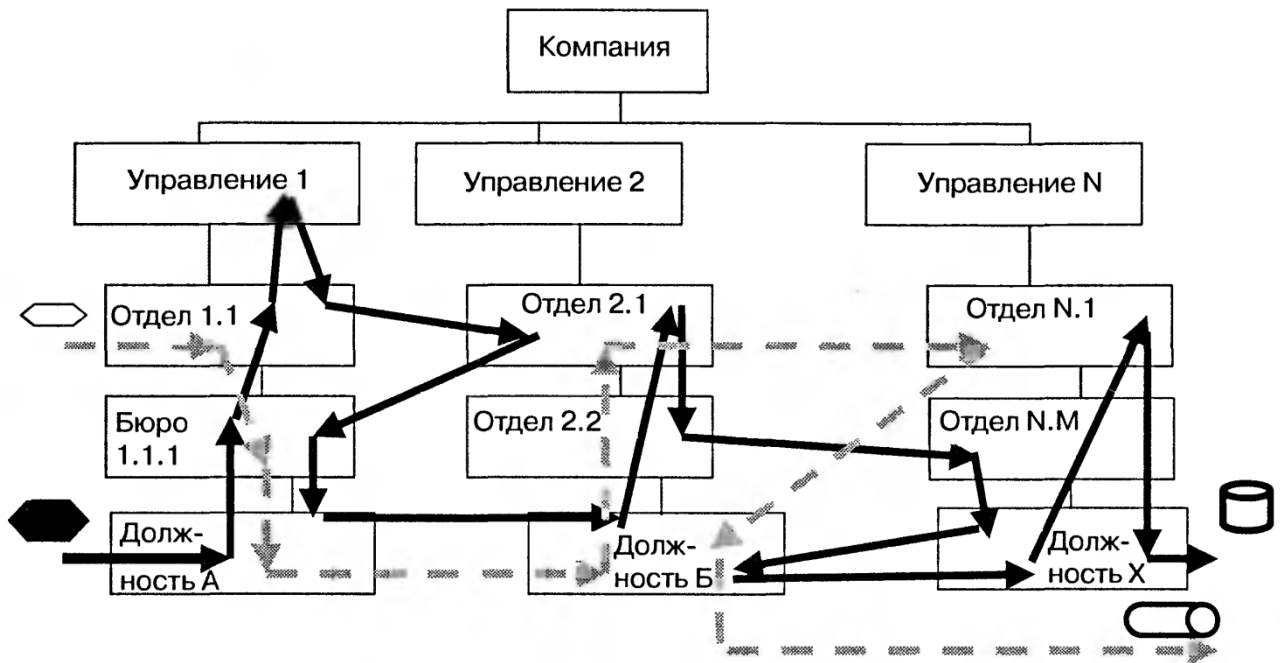 Компания
Управление 1
Управление 2
Управление N
Отдел 1.1
Отдел 2.1
Отдел N.1
Бюро
1.1.1
Отдел 2.2
Отдел N.M
Долж-
ность А
Долж-
ность Б
Долж-
ность X